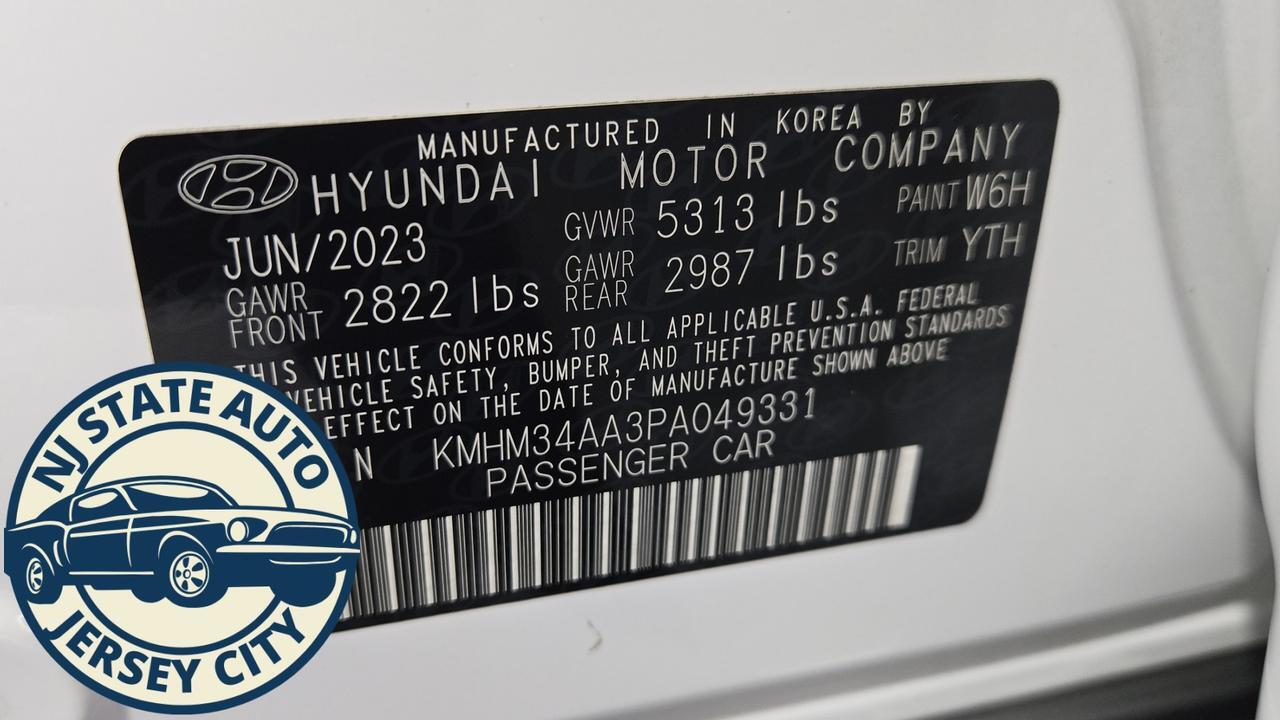 MANUFACTURED IN KOREA BY
HYUNDAI MOTOR COMPANY
JUN/2023 GVWR 5313 lbs PAINT W6H
GAWR FRONT 2822 lbs GAWR REAR 2987 lbs TRIM YTH
THIS VEHICLE CONFORMS TO ALL APPLICABLE U.S.A. FEDERAL
VEHICLE SAFETY, BUMPER, AND THEFT PREVENTION STANDARDS
EFFECT ON THE DATE OF MANUFACTURE SHOWN ABOVE
N KMHM34AA3PA049331
PASSENGER CAR
NJ STATE AUTO
JERSEY CITY